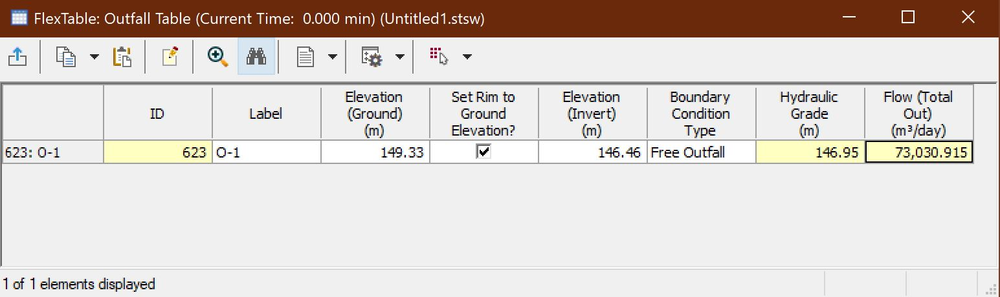 FlexTable: Outfall Table (Current Time:  0.000 min) (Untitled1.stsw)
ID
Label
Elevation
(Ground)
(m)
Set Rim to
Ground
Elevation?
Elevation
(Invert)
(m)
Boundary
Condition
Type
Hydraulic
Grade
(m)
Flow (Total
Out)
(m³/day)
623: O-1 623 O-1 149.33 146.46 Free Outfall 146.95 73,030.915
1 of 1 elements displayed